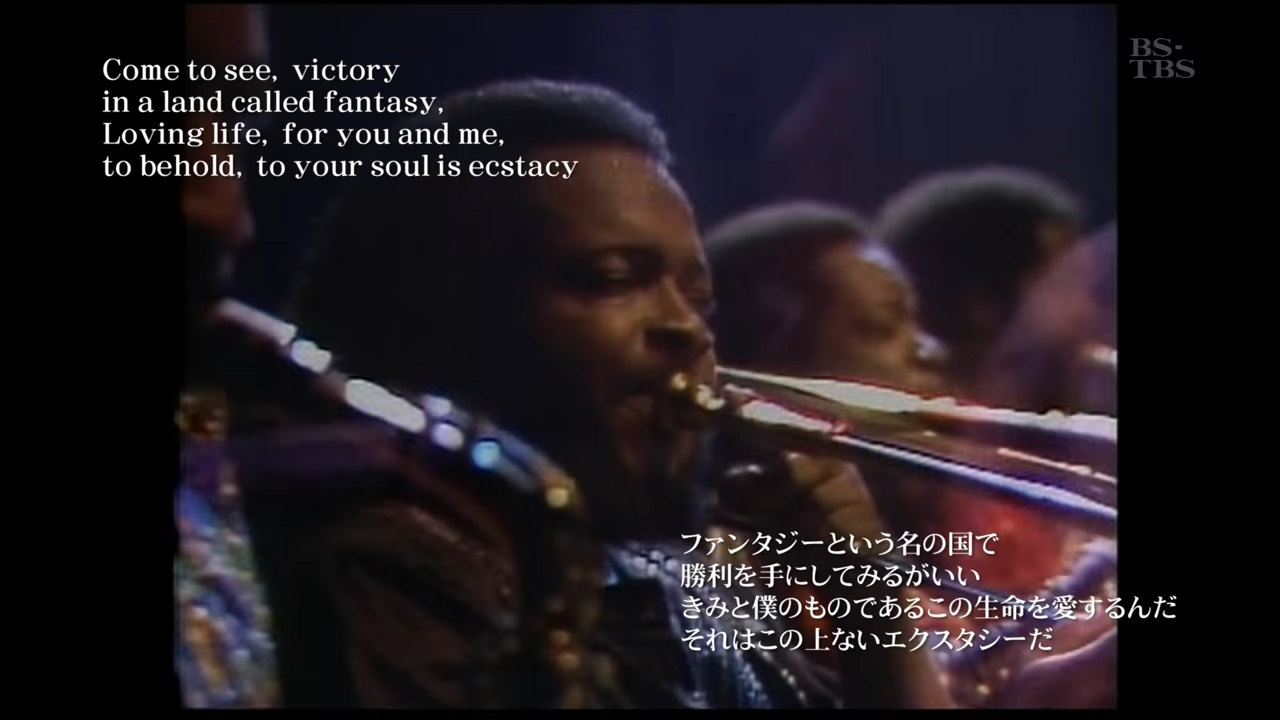 Come to see, victory
in a land called fantasy,
Loving life, for you and me,
to behold, to your soul is ecstacy
BS-
TBS
ファンタジーという名の国で
勝利を手にしてみるがいい
きみと僕のものであるこの生命を愛するんだ
それはこの上ないエクスタシーだ